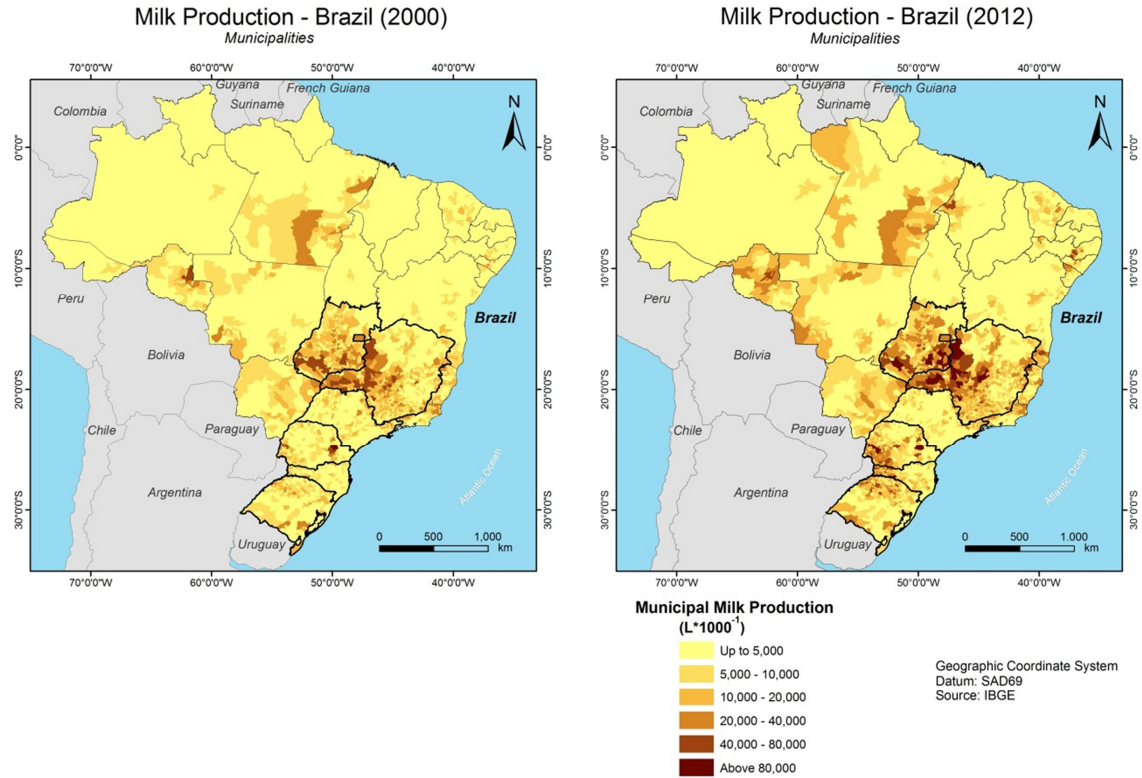 Milk Production - Brazil (2000)
Municipalities
70°0'0"W 60°0'0"W 50°0'0"W 40°0'0"W
Guyana
French Guiana
Colombia
Suriname
N
0°0'0"
0°0'0"
10°0'0"S
10°0'0"S
Peru
Brazil
Bolivia
20°0'0"S
20°0'0"S
Chile
Paraguay
Atlantic Ocean
Argentina
30°0'0"S
30°0'0"S
Uruguay
0 500 1,000
km
70°0'0"W 60°0'0"W 50°0'0"W 40°0'0"W
Milk Production - Brazil (2012)
Municipalities
70°0'0"W 60°0'0"W 50°0'0"W 40°0'0"W
Guyana
French Guiana
Colombia
Suriname
N
0°0'0"
0°0'0"
10°0'0"S
10°0'0"S
Peru
Brazil
Bolivia
20°0'0"S
20°0'0"S
Chile
Paraguay
Atlantic Ocean
Argentina
30°0'0"S
30°0'0"S
Uruguay
0 500 1,000
km
70°0'0"W 60°0'0"W 50°0'0"W 40°0'0"W
Municipal Milk Production
(L*1000⁻¹)
Up to 5,000
5,000 - 10,000
10,000 - 20,000
20,000 - 40,000
40,000 - 80,000
Above 80,000
Geographic Coordinate System
Datum: SAD69
Source: IBGE